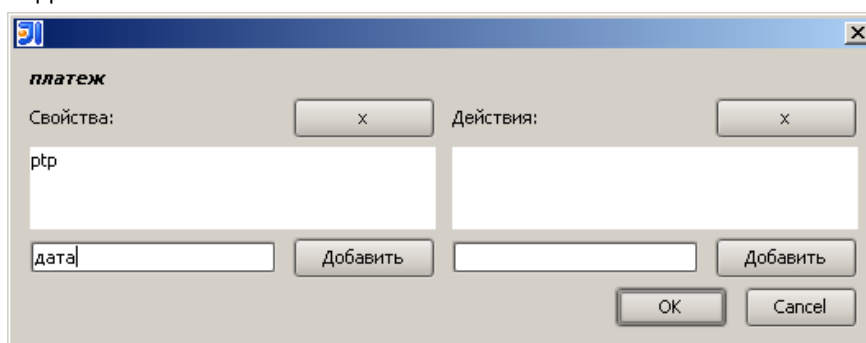 платеж
Свойства: x Действия: x
ptp
дата Добавить Добавить
OK Cancel